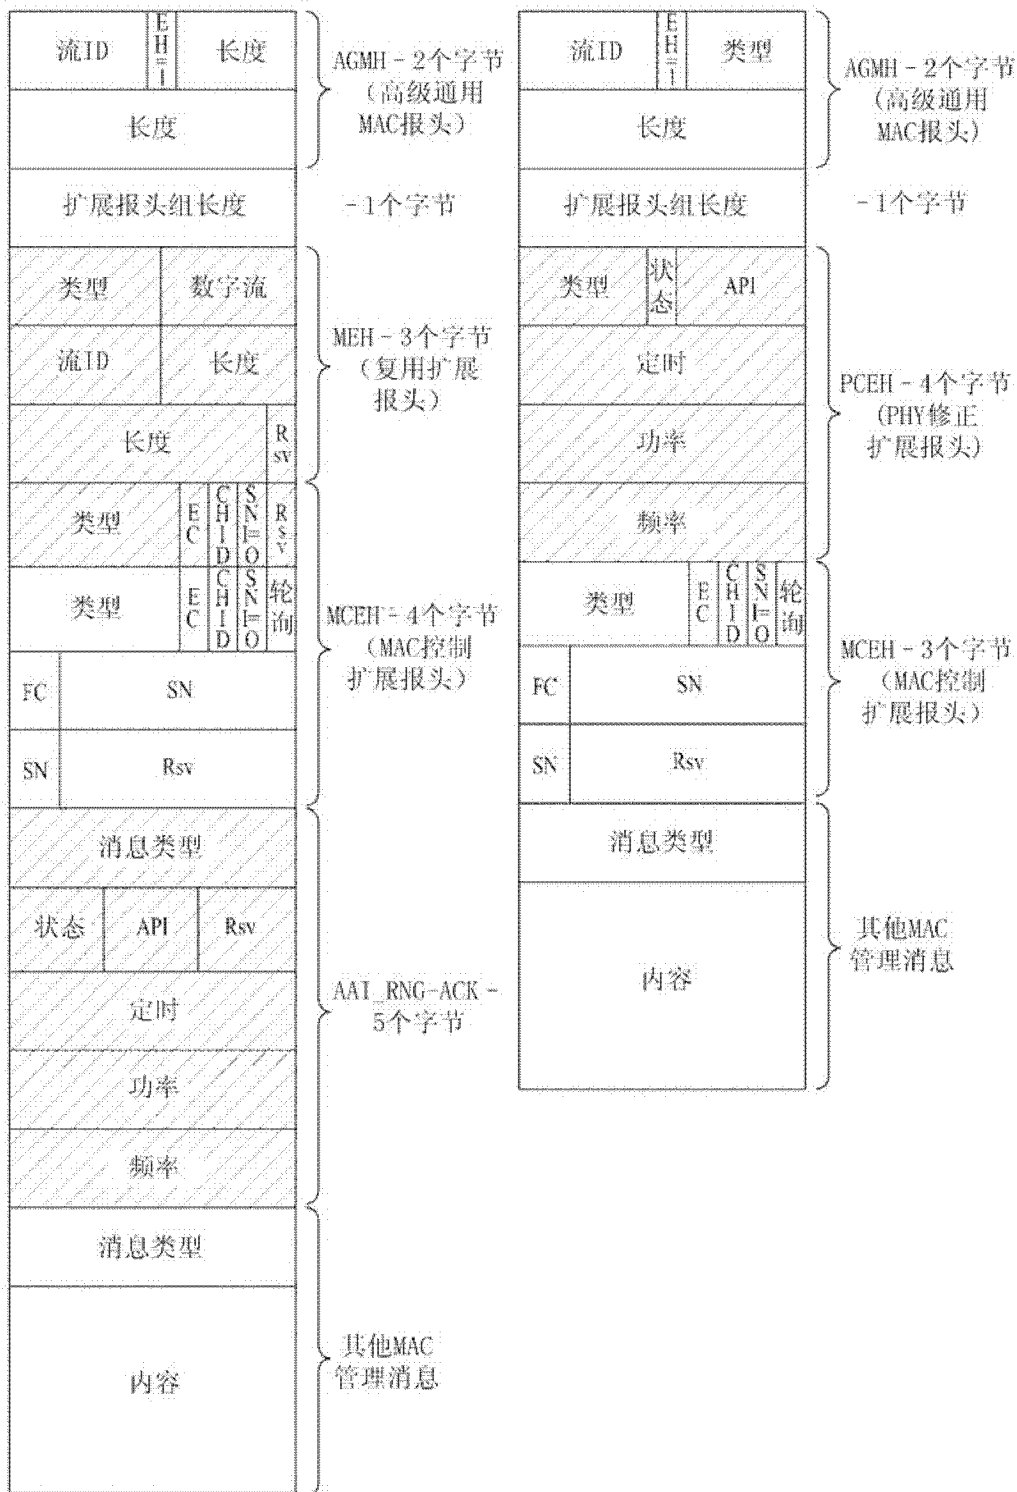 流ID
EH=1
长度
AGMH - 2个字节
（高级通用
MAC报头）
长度
扩展报头组长度
- 1个字节
类型
数字流
流ID
长度
MEH - 3个字节
（复用扩展
报头）
长度
Rsv
类型
EC
CHID
SNI=0
Rsv
类型
EC
CHID
SNI=0
轮询
MCEH - 4个字节
（MAC控制
扩展报头）
FC
SN
SN
Rsv
消息类型
状态
API
Rsv
定时
AAI_RNG-ACK -
5个字节
功率
频率
消息类型
内容
其他MAC
管理消息
流ID
EH=1
类型
AGMH - 2个字节
（高级通用
MAC报头）
长度
扩展报头组长度
- 1个字节
类型
状态
API
定时
PCEH - 4个字节
（PHY修正
扩展报头）
功率
频率
类型
EC
CHID
SNI=0
轮询
MCEH - 3个字节
（MAC控制
扩展报头）
FC
SN
SN
Rsv
消息类型
内容
其他MAC
管理消息